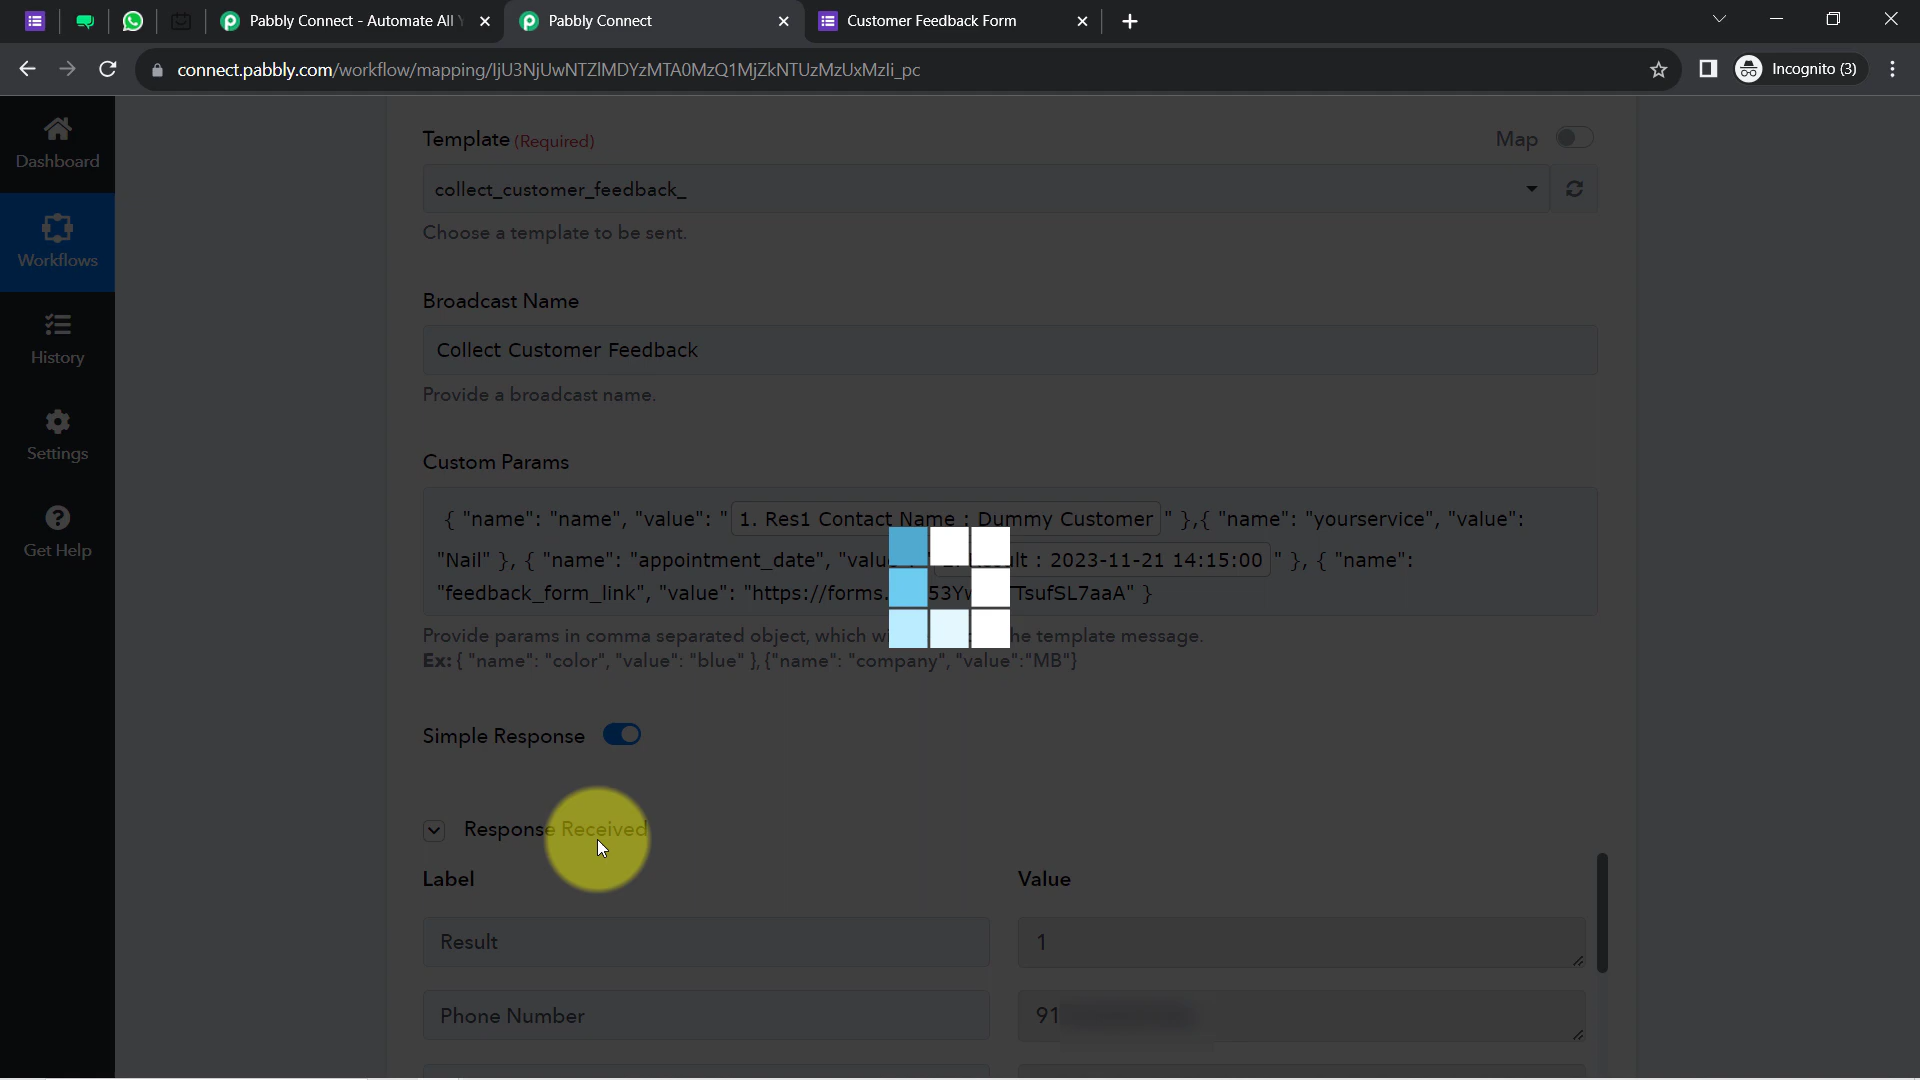 Pabbly Connect - Automate All
Pabbly Connect
Customer Feedback Form
connect.pabbly.com/workflow/mapping/IjU3NjUwNTZlMDYzMTA0MzQ1MjZkNTUzMzUxMzIi_pc
Incognito (3)
Dashboard
Workflows
History
Settings
Get Help
Template (Required)
Map
collect_customer_feedback_
Choose a template to be sent.
Broadcast Name
Collect Customer Feedback
Provide a broadcast name.
Custom Params
{ "name": "name", "value": " 1. Res1 Contact Name : Dummy Customer " },{ "name": "yourservice", "value":
"Nail" }, { "name": "appointment_date", : 2023-11-21 14:15:00 " }, { "name":
"feedback_form_link", "value": "https://forms. TsufSL7aaA" }
Provide params in comma separated object, which the template message.
Ex: { "name": "color", "value": "blue" },{"name": "company", "value":"MB"}
Simple Response
Response Received
Label
Value
Result
1
Phone Number
91